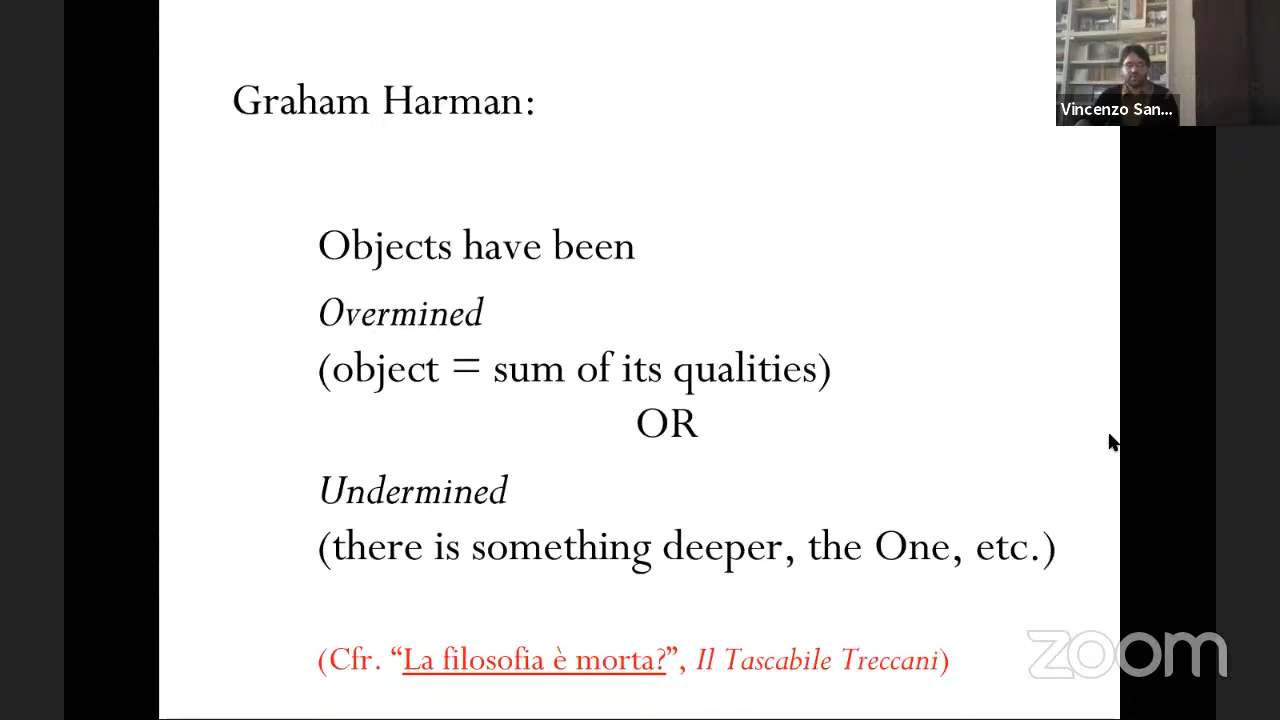 Graham Harman:
Vincenzo San...
Objects have been
Overmined
(object = sum of its qualities)
OR
Undermined
(there is something deeper, the One, etc.)
(Cfr. “La filosofia è morta?”, Il Tascabile Treccani)
zoom